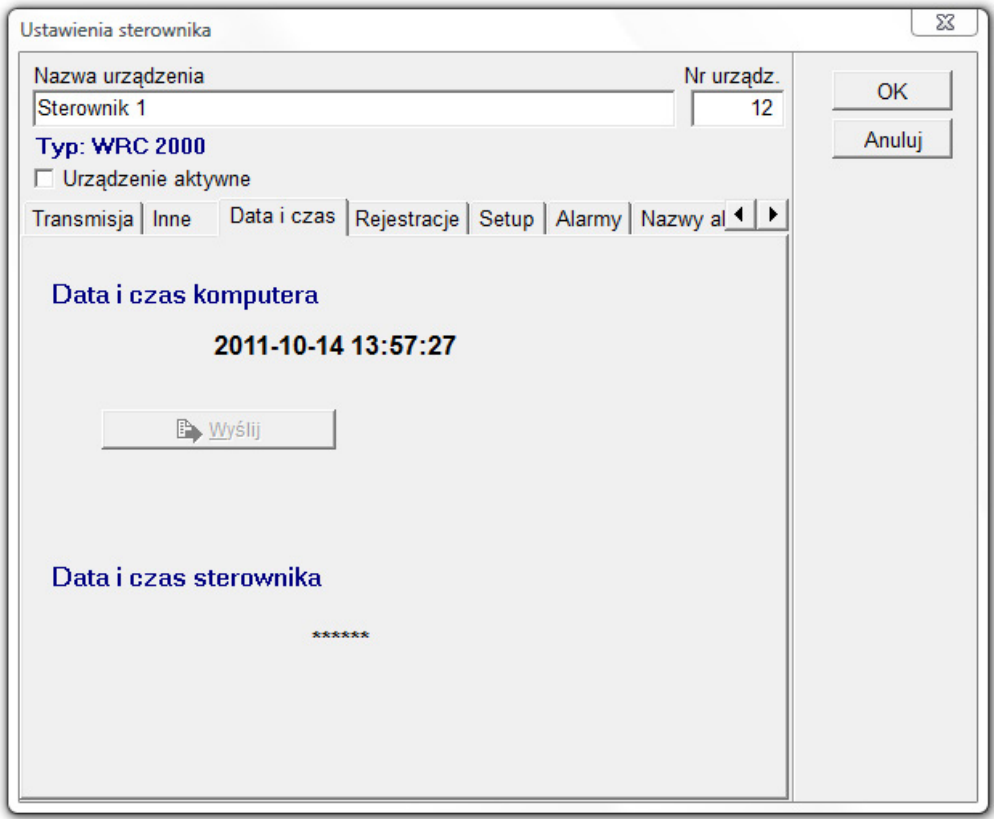 Ustawienia sterownika
Nazwa urządzenia
Nr urządz.
Sterownik 1
12
OK
Anuluj
Typ: WRC 2000
Urządzenie aktywne
Transmisja Inne Data i czas Rejestracje Setup Alarmy Nazwy al
Data i czas komputera
2011-10-14 13:57:27
Wyślij
Data i czas sterownika
******